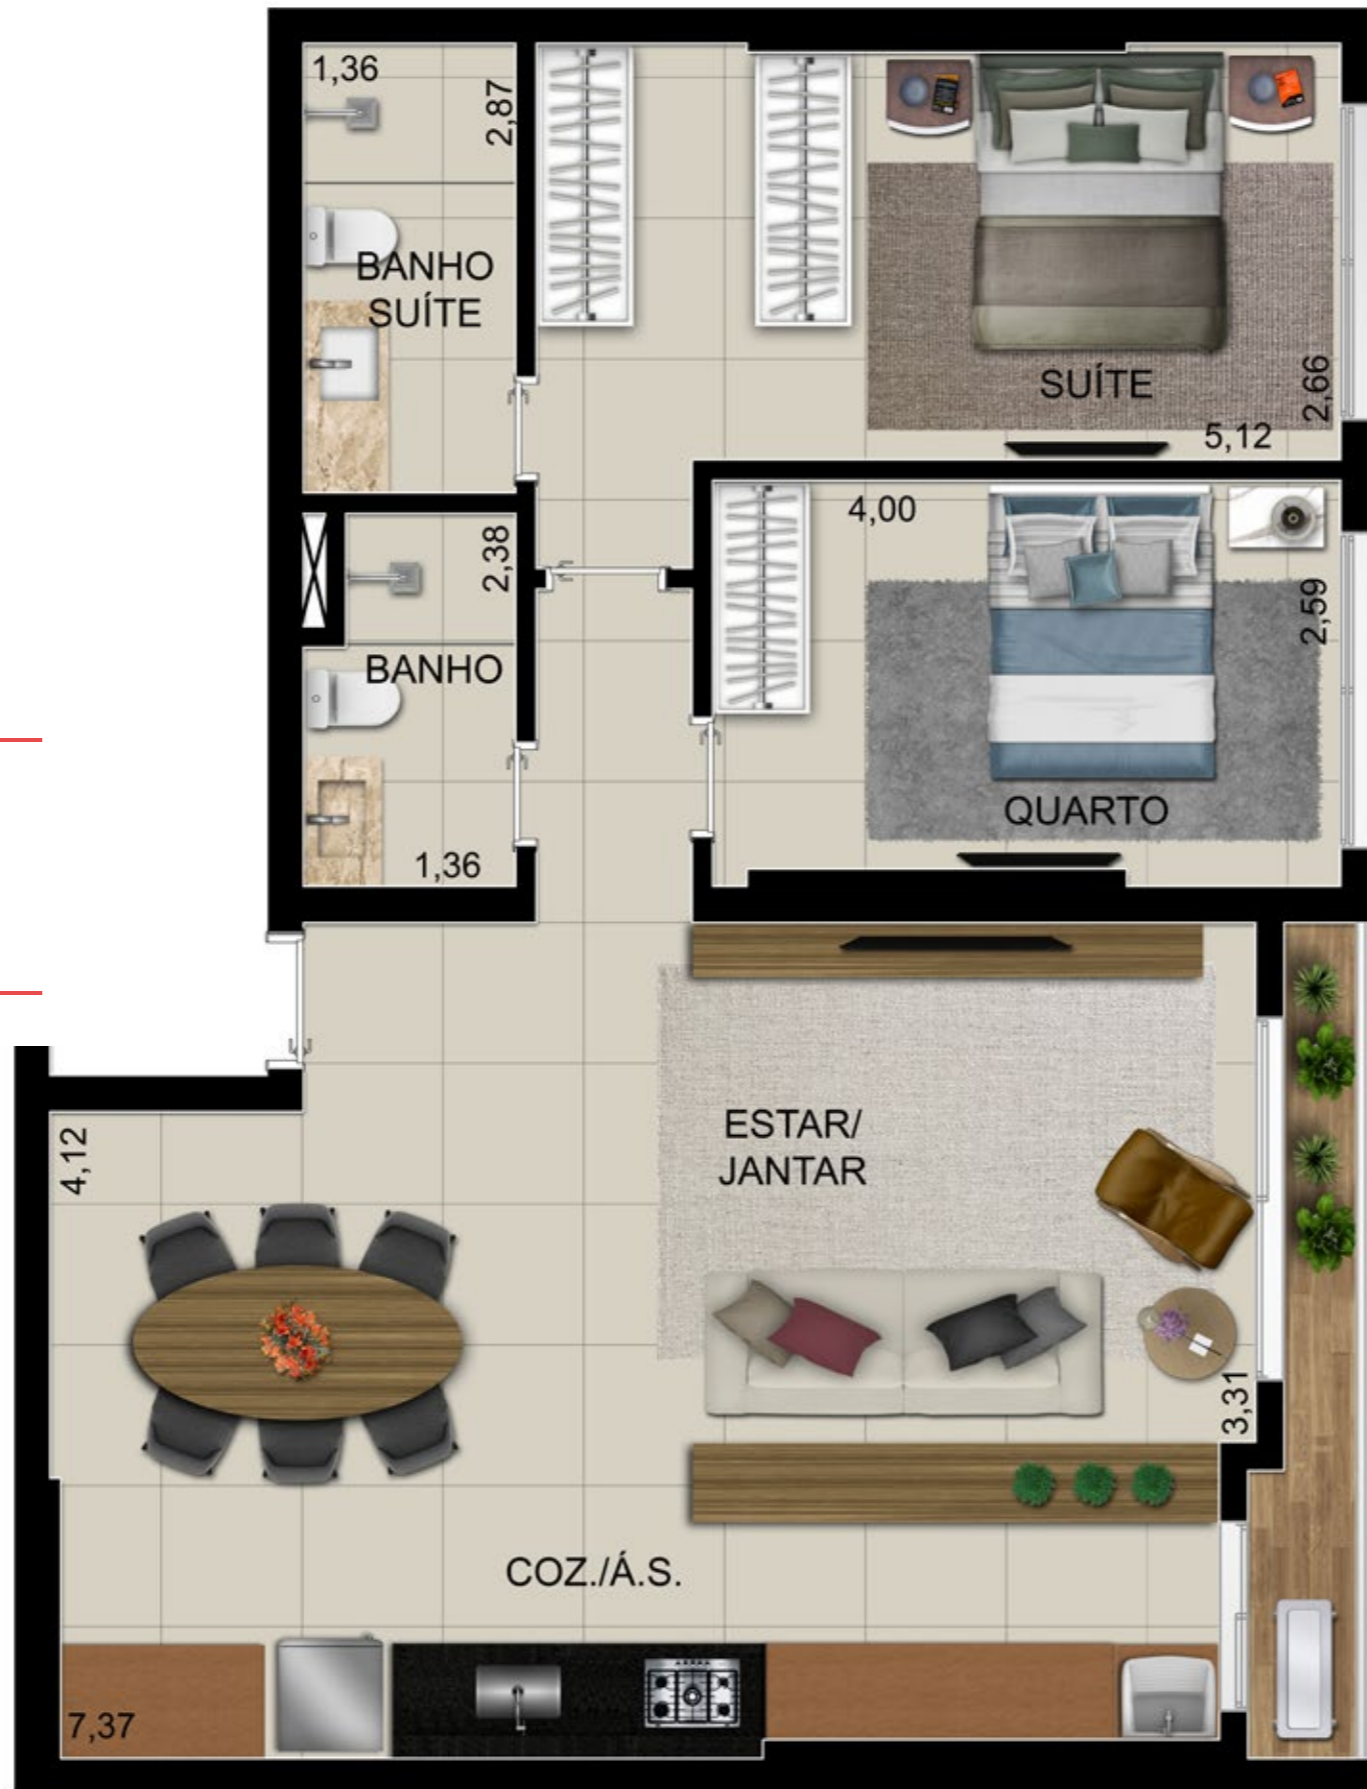 1,36
2,87
BANHO
SUÍTE
SUÍTE
2,66
5,12
4,00
2,38
2,59
BANHO
QUARTO
1,36
ESTAR/
JANTAR
4,12
3,31
COZ./Á.S.
7,37